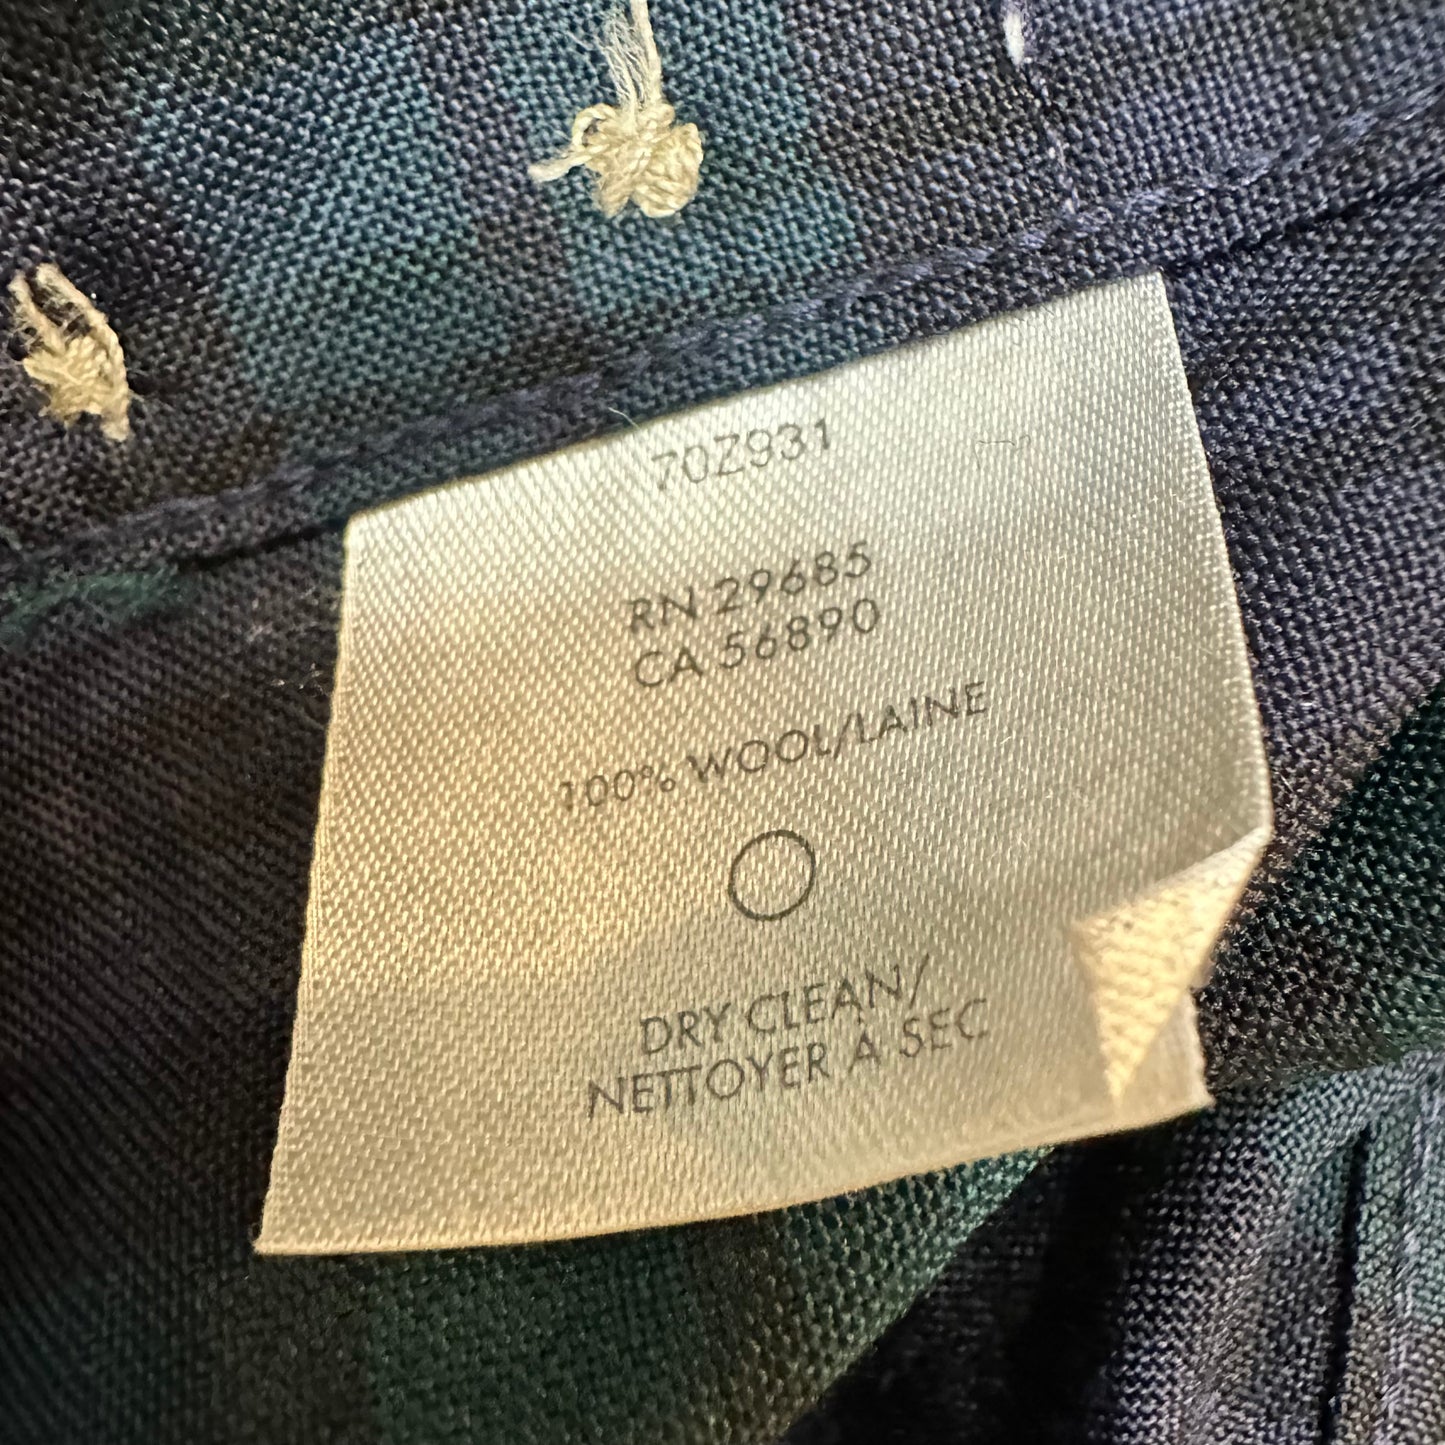 70Z931
RN 29685
CA 56890
100% WOOL/LAINE
DRY CLEAN/
NETTOYER À SEC